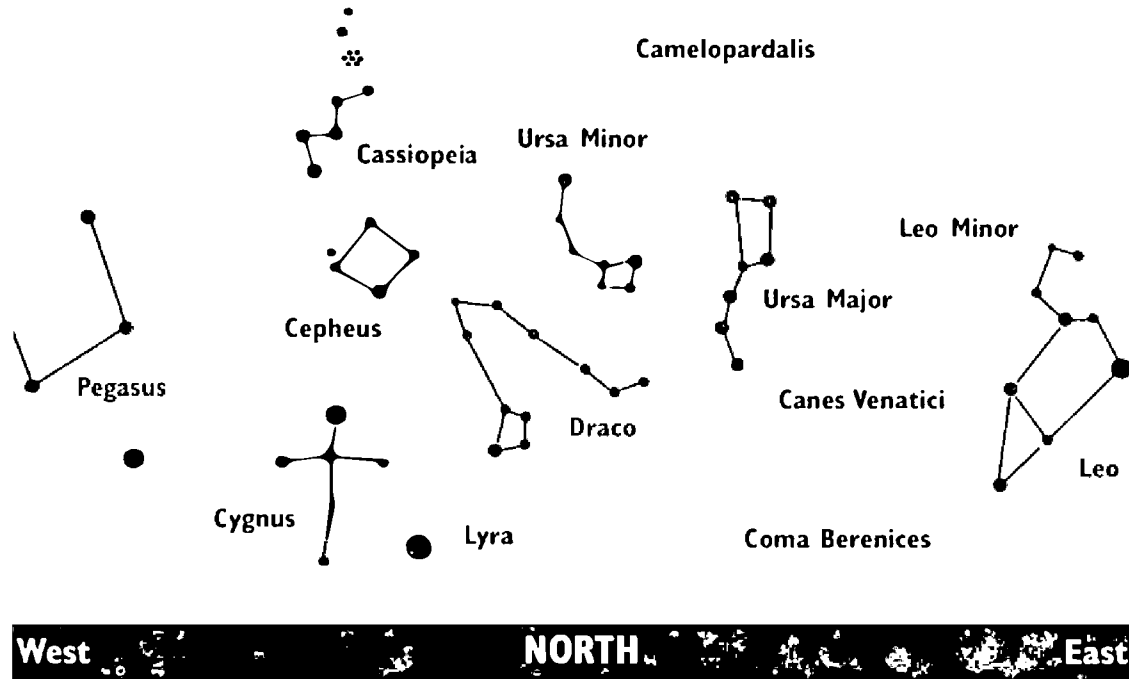 Camelopardalis
Ursa Minor
Cassiopeia
Leo Minor
Ursa Major
Cepheus
Pegasus
Canes Venatici
Draco
Leo
Cygnus
Lyra
Coma Berenices
West NORTH East